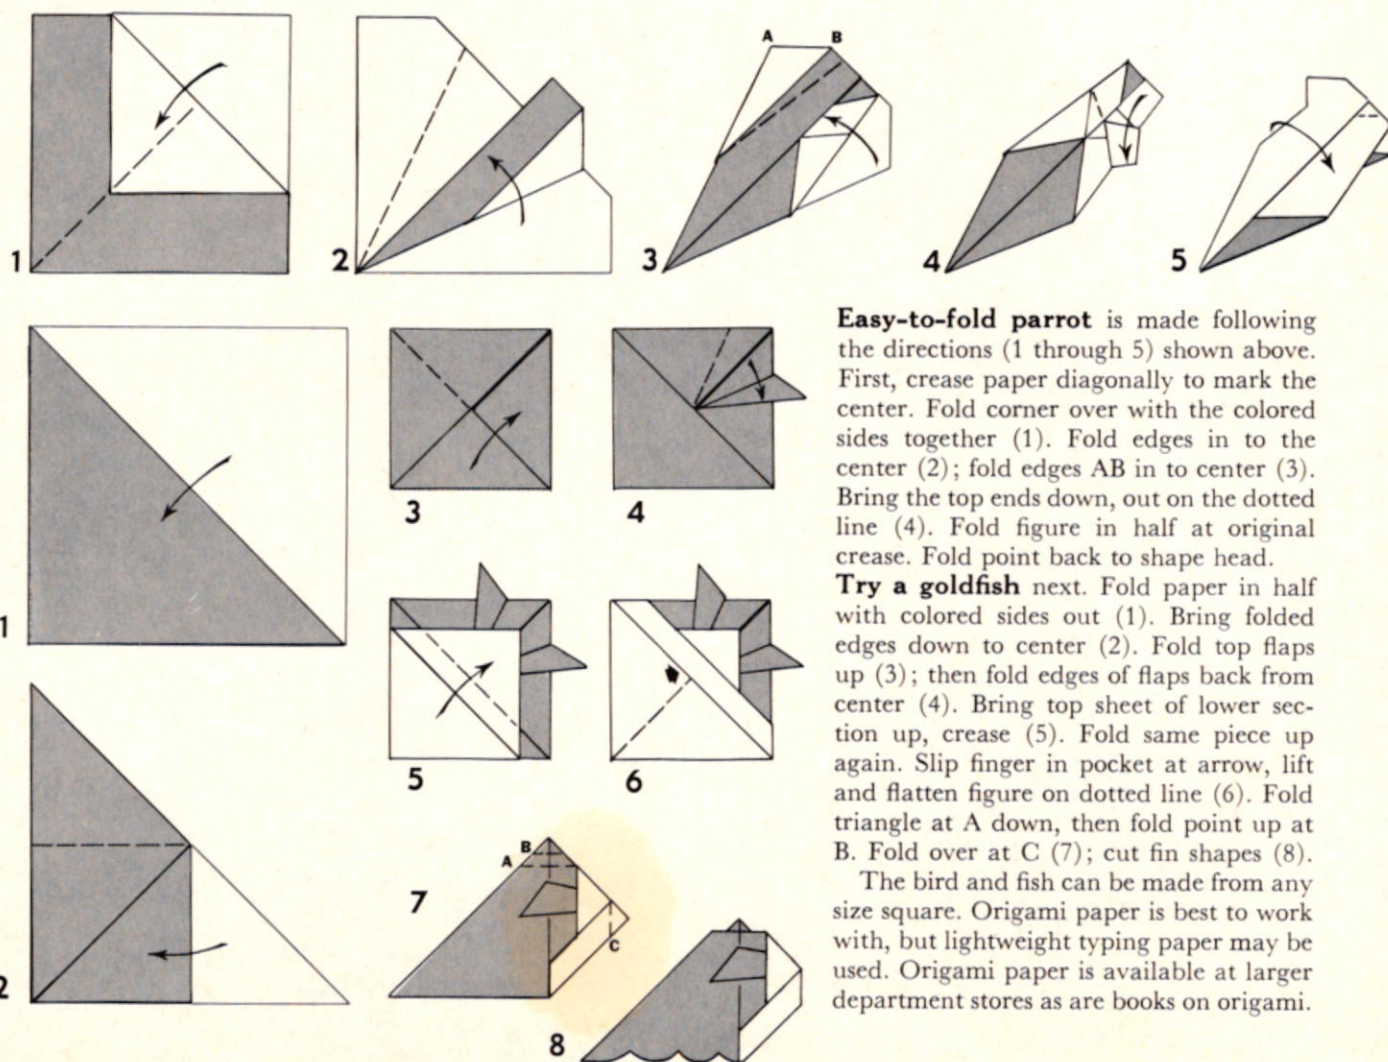 A B
1 2 3 4 5
Easy-to-fold parrot is made following
the directions (1 through 5) shown above.
First, crease paper diagonally to mark the
center. Fold corner over with the colored
sides together (1). Fold edges in to the
center (2); fold edges AB in to center (3).
Bring the top ends down, out on the dotted
line (4). Fold figure in half at original
crease. Fold point back to shape head.
Try a goldfish next. Fold paper in half
with colored sides out (1). Bring folded
edges down to center (2). Fold top flaps
up (3); then fold edges of flaps back from
center (4). Bring top sheet of lower sec-
tion up, crease (5). Fold same piece up
again. Slip finger in pocket at arrow, lift
and flatten figure on dotted line (6). Fold
triangle at A down, then fold point up at
B. Fold over at C (7); cut fin shapes (8).
The bird and fish can be made from any
size square. Origami paper is best to work
with, but lightweight typing paper may be
used. Origami paper is available at larger
department stores as are books on origami.
3 4
1
5 6
B
A
7
C
2
8